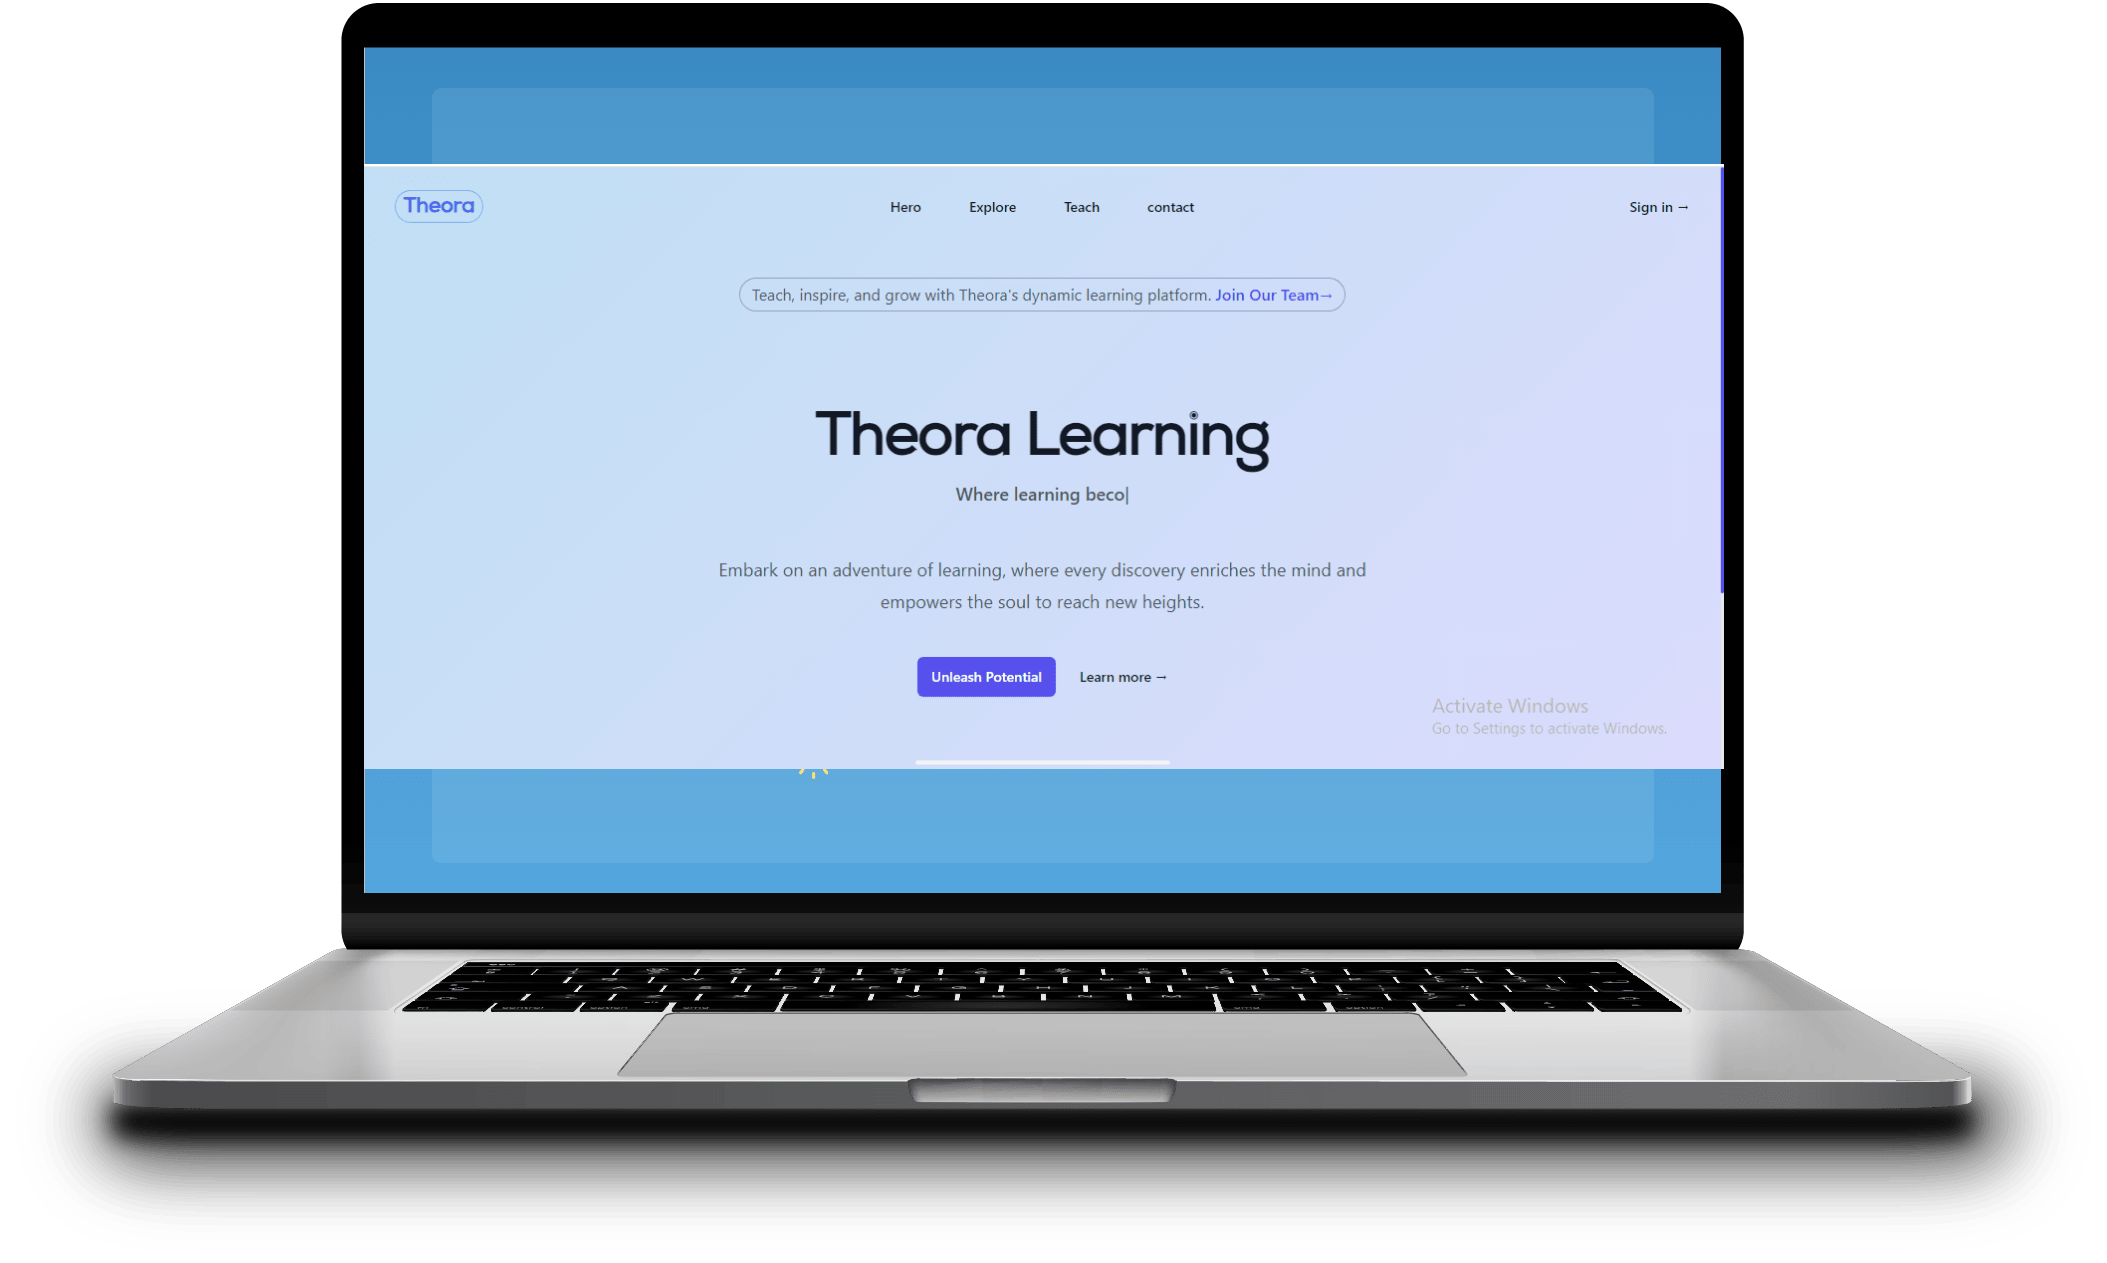 Theora
Hero Explore Teach contact
Sign in →
Teach, inspire, and grow with Theora's dynamic learning platform. Join Our Team→
Theora Learning
Where learning beco|
Embark on an adventure of learning, where every discovery enriches the mind and
empowers the soul to reach new heights.
Unleash Potential
Learn more →
Activate Windows
Go to Settings to activate Windows.